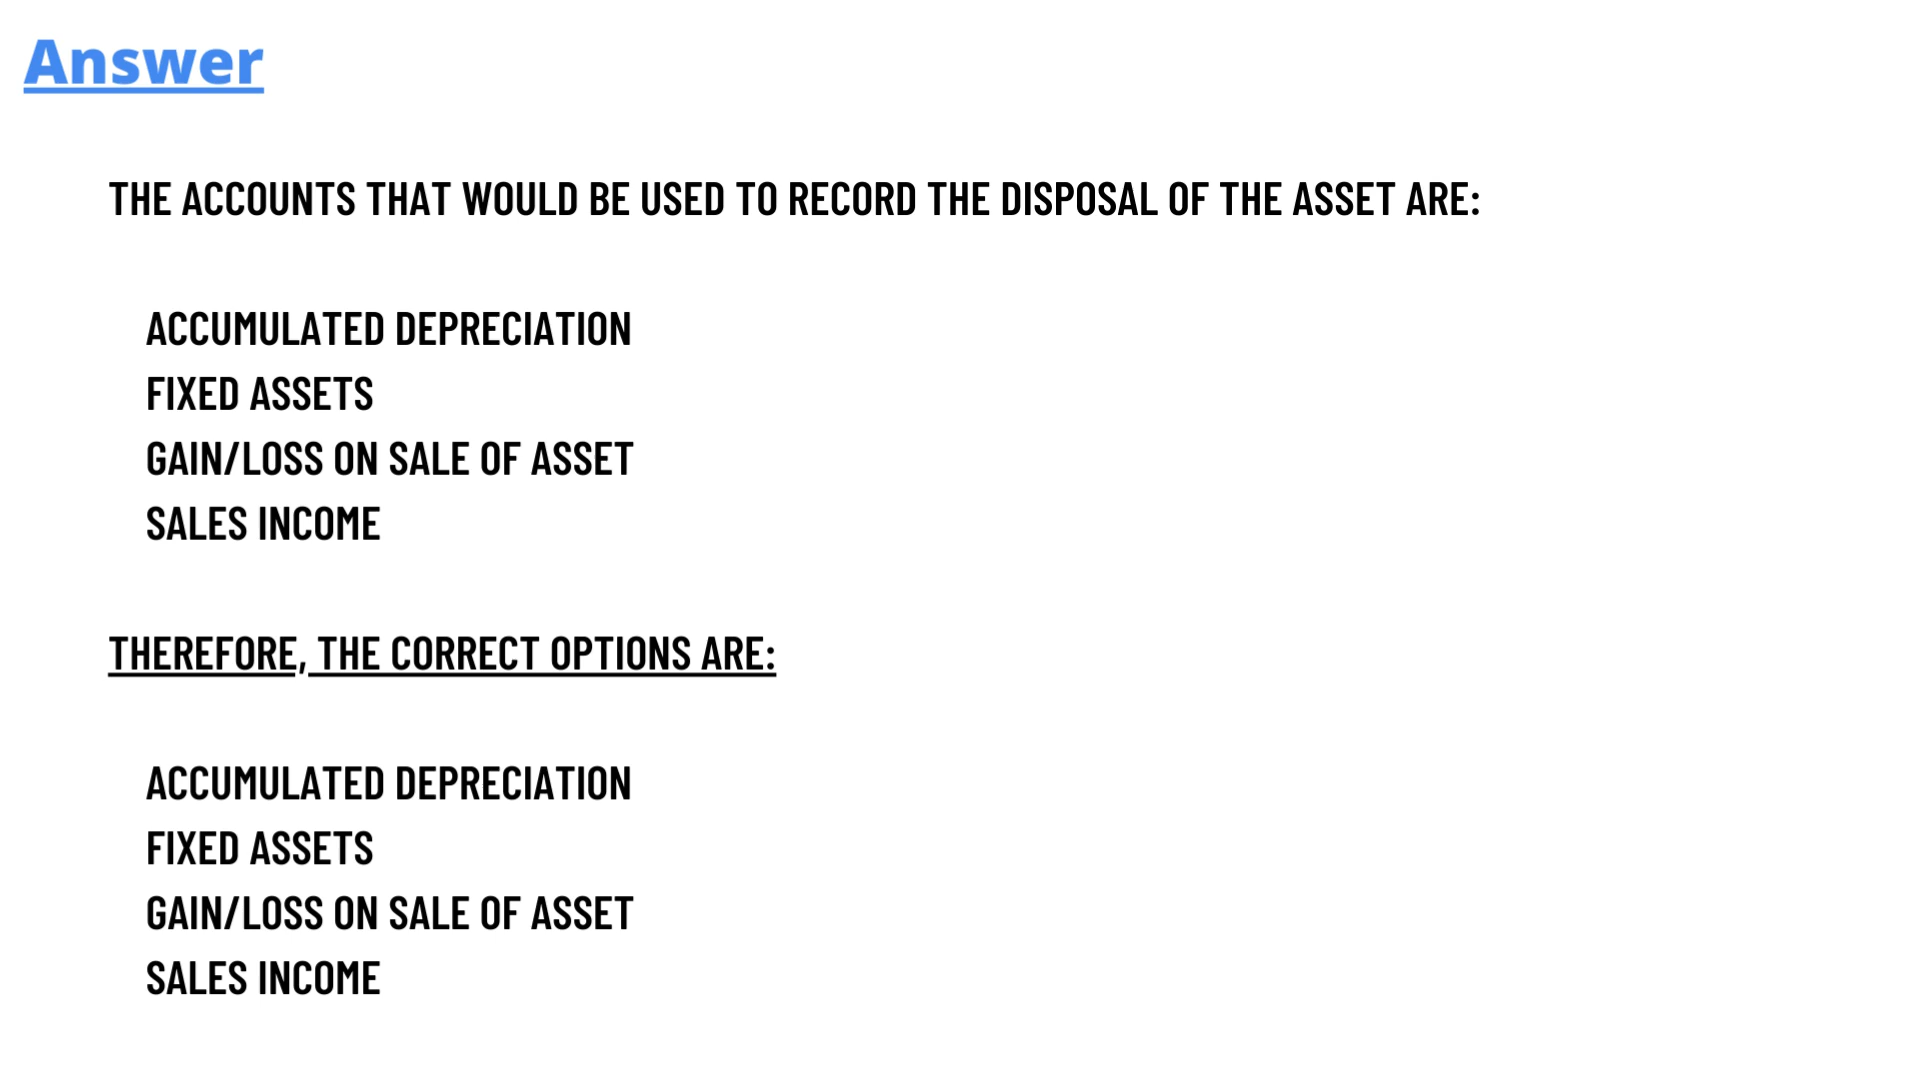 Answer
THE ACCOUNTS THAT WOULD BE USED TO RECORD THE DISPOSAL OF THE ASSET ARE:
ACCUMULATED DEPRECIATION
FIXED ASSETS
GAIN/LOSS ON SALE OF ASSET
SALES INCOME
THEREFORE, THE CORRECT OPTIONS ARE:
ACCUMULATED DEPRECIATION
FIXED ASSETS
GAIN/LOSS ON SALE OF ASSET
SALES INCOME